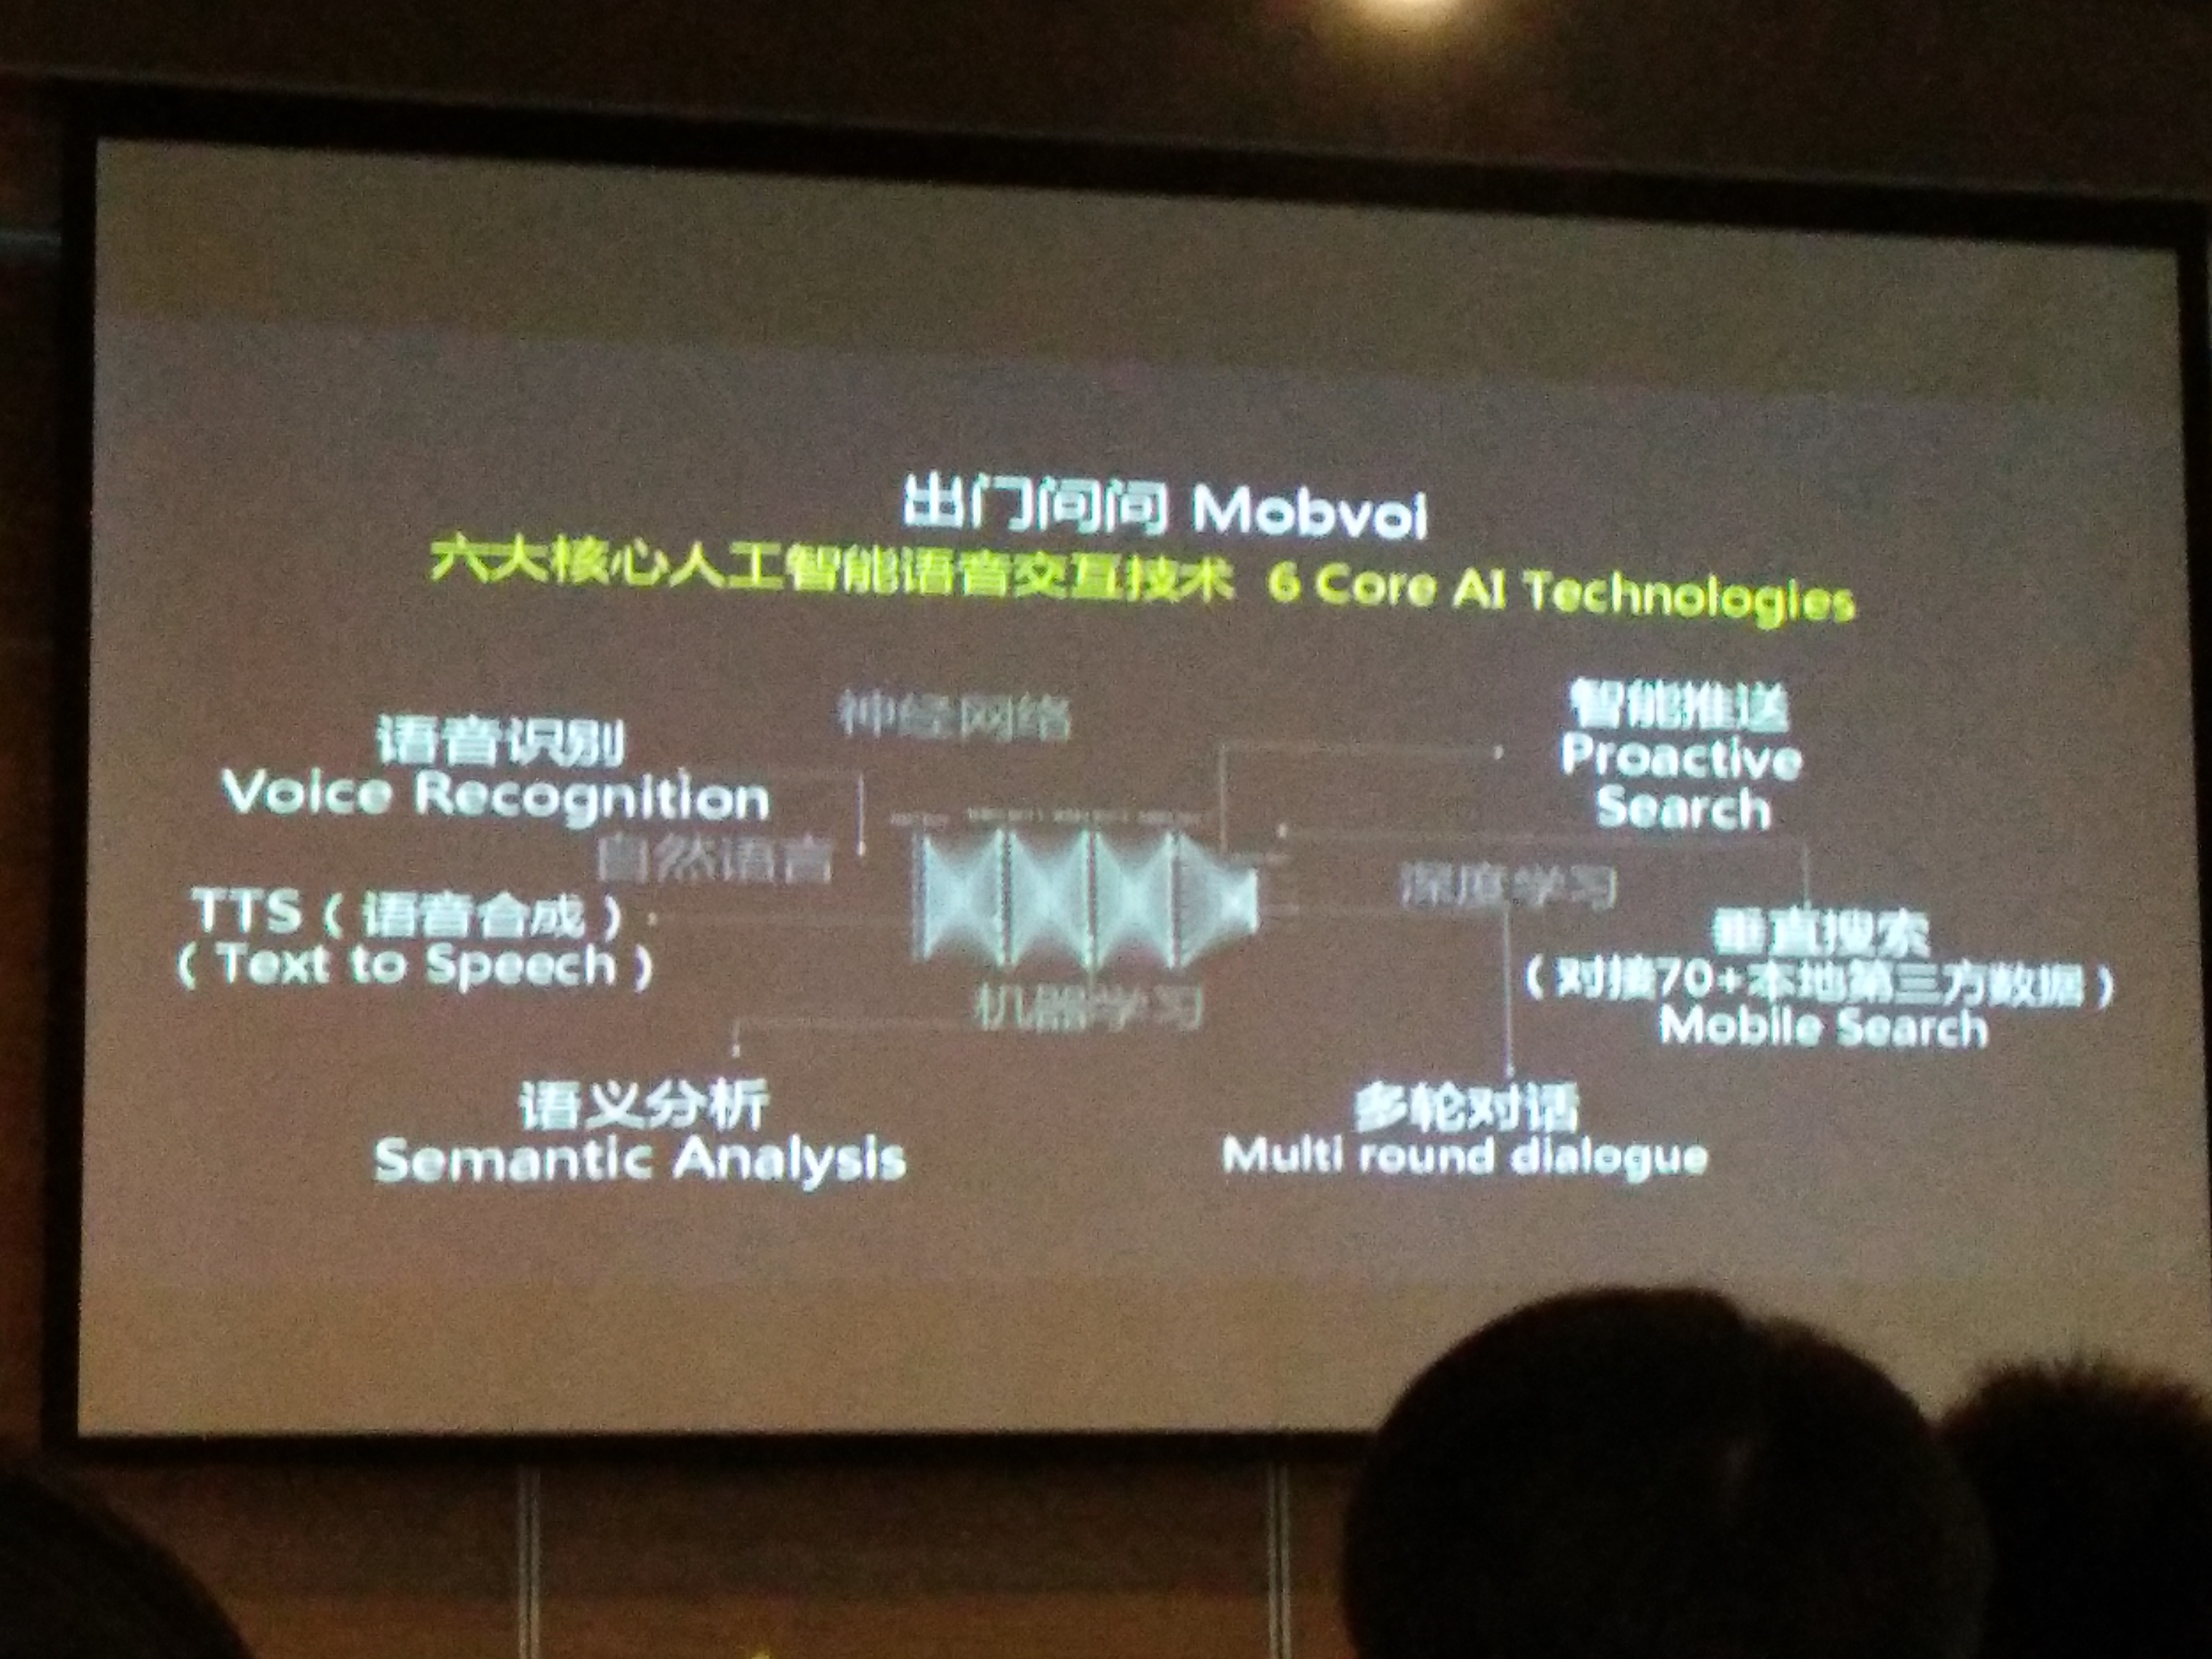 出门问问 Mobvoi
六大核心人工智能语音交互技术 6 Core AI Technologies
神经网络
语音识别
Voice Recognition
智能推送
Proactive
Search
自然语言
深度学习
TTS（语音合成）
（Text to Speech）
垂直搜索
（对接70+本地第三方数据）
Mobile Search
机器学习
语义分析
Semantic Analysis
多轮对话
Multi round dialogue